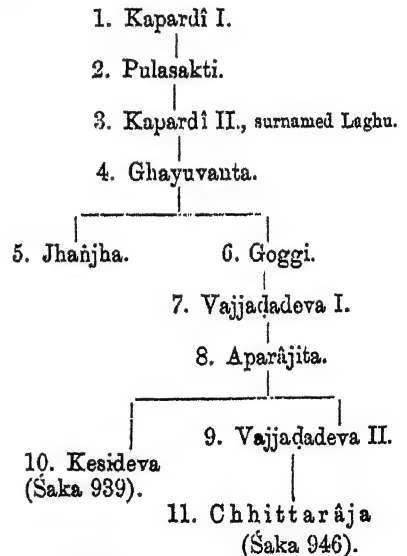 1. Kapardî I.
2. Pulasakti.
3. Kapardî II., surnamed Laghu.
4. Ghayuvanta.
5. Jhañjha. 6. Goggi.
7. Vajjaḍadeva I.
8. Aparâjita.
9. Vajjaḍadeva II.
10. Kesideva
(Śaka 939).
11. Chhittarâja
(Śaka 946).